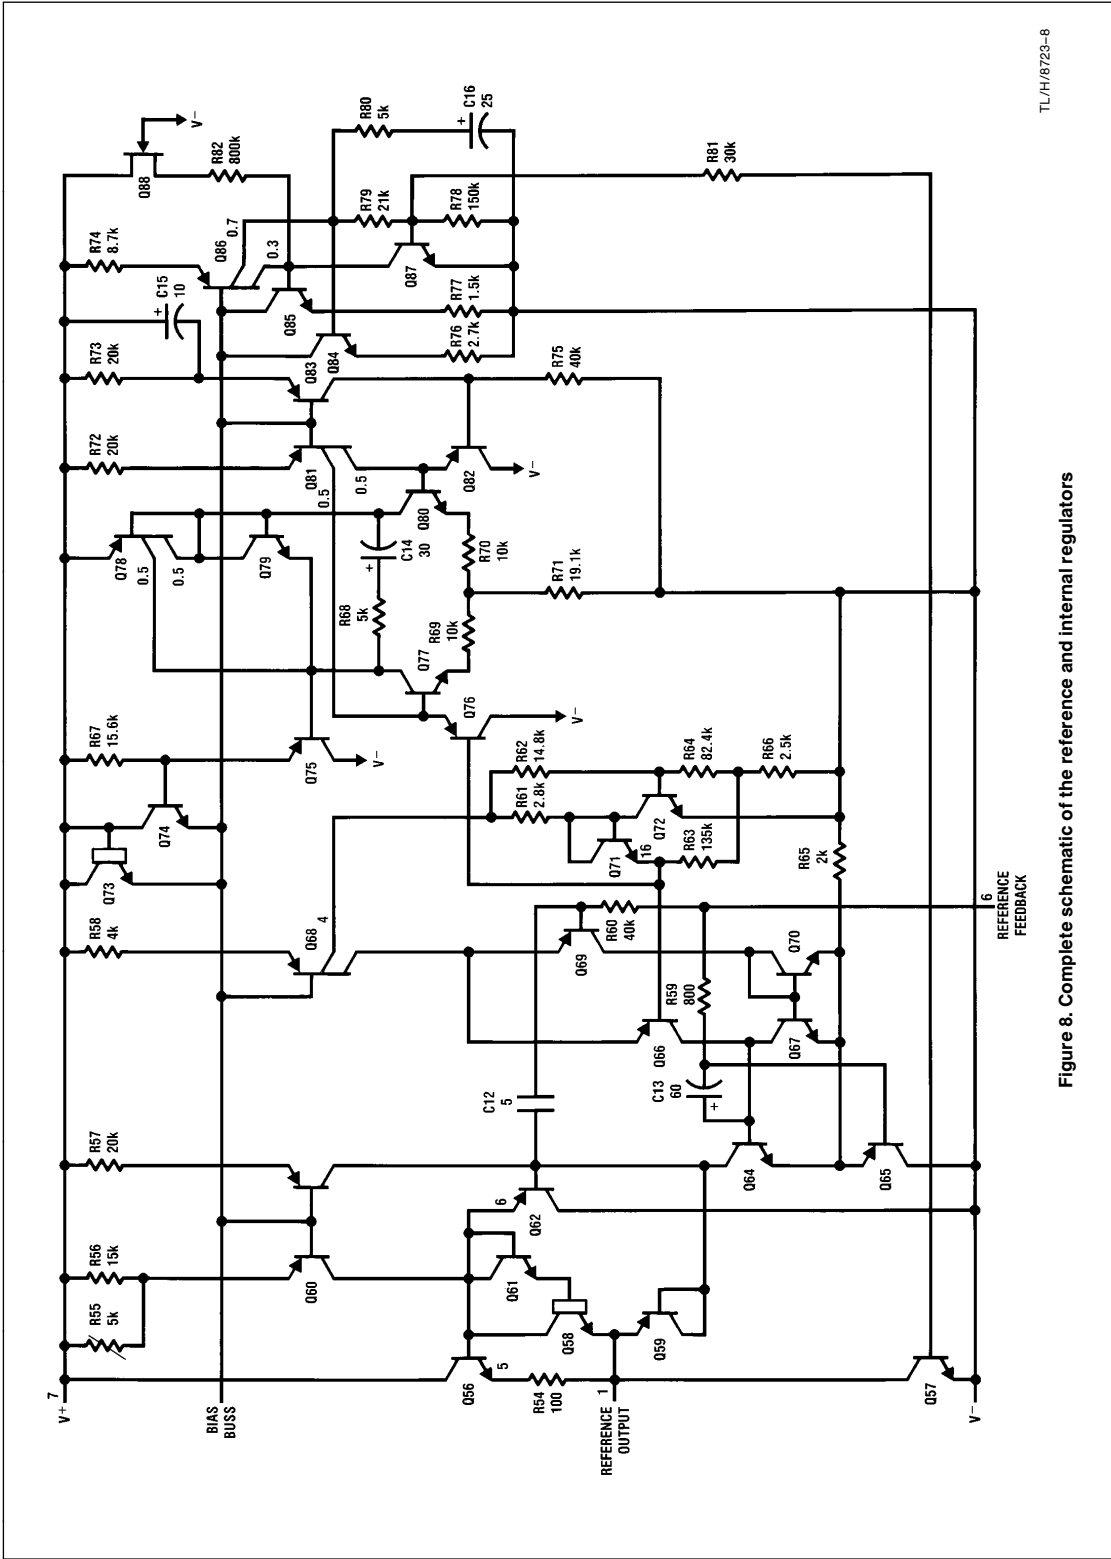 V+
7
BIAS
BUSS
R55
5k
R56
15k
R57
20k
R58
4k
Q73
Q74
R67
15.6k
Q78
0.5
0.5
R72
20k
R73
20k
C15
10
+
R74
8.7k
Q88
V−
R82
800k
Q86
0.7
0.3
Q60
Q68
4
Q75
V−
Q79
Q81
0.5
0.5
Q83
Q84
Q85
R68
5k
+
C14
30
Q80
Q77
R69
10k
R70
10k
Q82
V−
R76
2.7k
R77
1.5k
Q87
R79
21k
R78
150k
R80
5k
+
C16
25
Q56
5
Q61
6
Q62
C12
5
Q58
Q59
R54
100
REFERENCE
OUTPUT
1
Q76
V−
R61
2.8k
R62
14.8k
Q71
16
Q72
R63
135k
R64
82.4k
R66
2.5k
R71
19.1k
R75
40k
R81
30k
Q69
R60
40k
Q66
R59
800
C13
60
+
Q64
Q65
Q67
Q70
R65
2k
Q57
V−
6
REFERENCE
FEEDBACK
TL/H/8723–8
Figure 8. Complete schematic of the reference and internal regulators